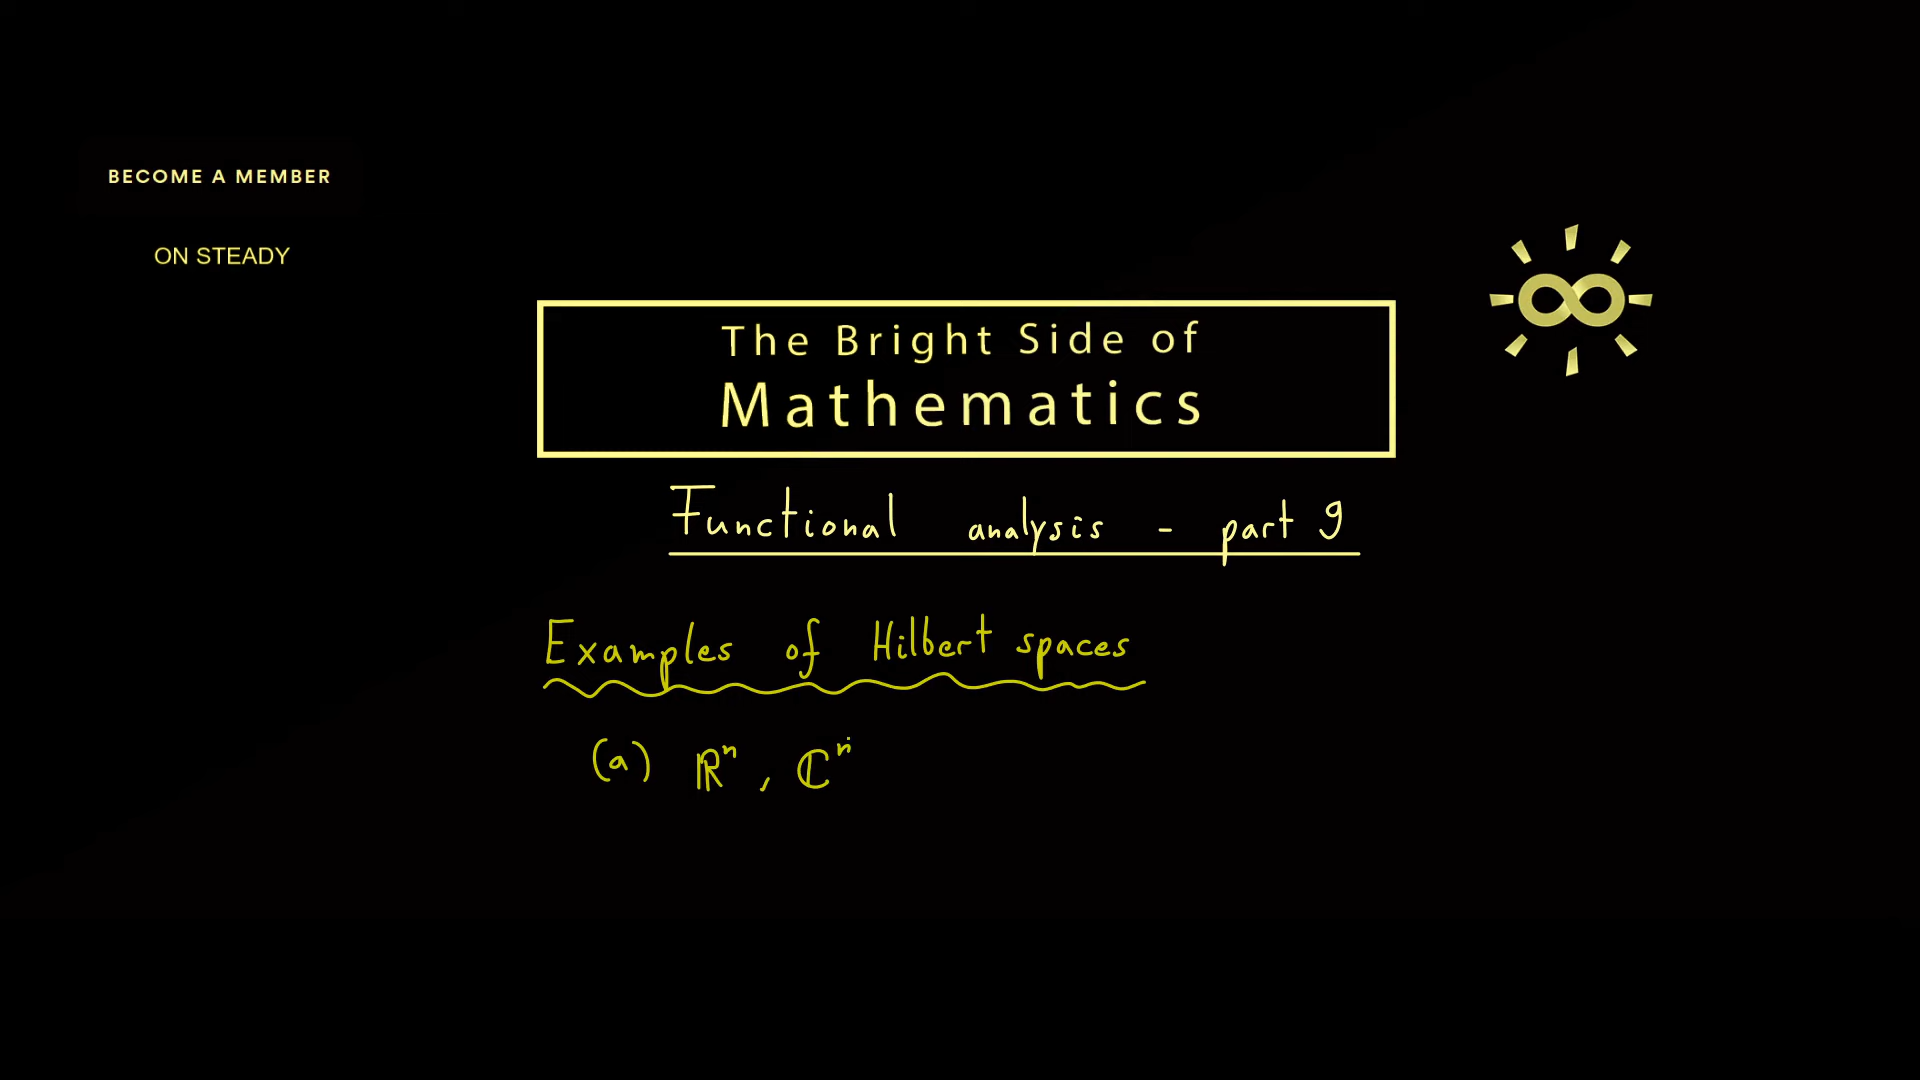 BECOME A MEMBER
ON STEADY
The Bright Side of
Mathematics
Functional analysis - part 9
Examples of Hilbert spaces
(a) ℝⁿ, ℂⁿ